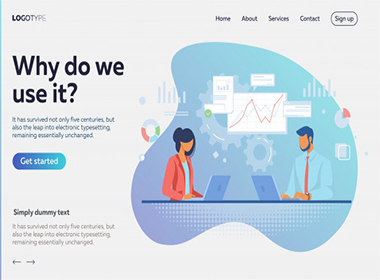 LOGOTYPE
Home About Services Contact Sign up
Why do we
use it?
It has survived not only five centuries, but
also the leap into electronic typesetting,
remaining essentially unchanged.
Get started
Simply dummy text
It has survived not only five centuries, but
also the leap into electronic typesetting,
remaining essentially unchanged.